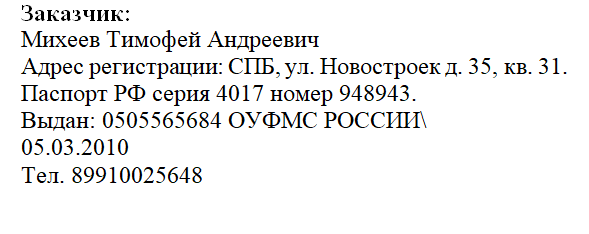 Заказчик:
Михеев Тимофей Андреевич
Адрес регистрации: СПБ, ул. Новостроек д. 35, кв. 31.
Паспорт РФ серия 4017 номер 948943.
Выдан: 0505565684 ОУФМС РОССИИ\
05.03.2010
Тел. 89910025648